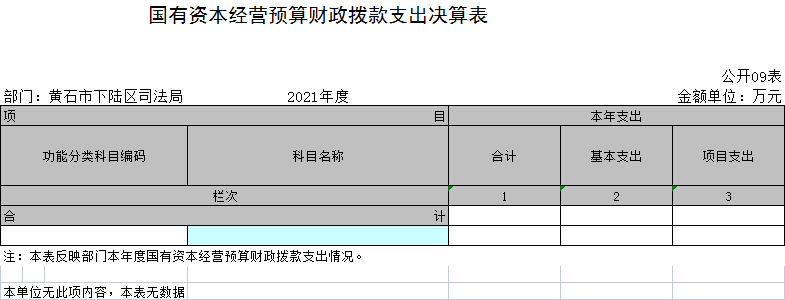 国有资本经营预算财政拨款支出决算表
公开09表
部门：黄石市下陆区司法局 2021年度 金额单位：万元
项 目 本年支出
功能分类科目编码 科目名称 合计 基本支出 项目支出
栏次 1 2 3
合 计
注：本表反映部门本年度国有资本经营预算财政拨款支出情况。
本单位无此项内容，本表无数据